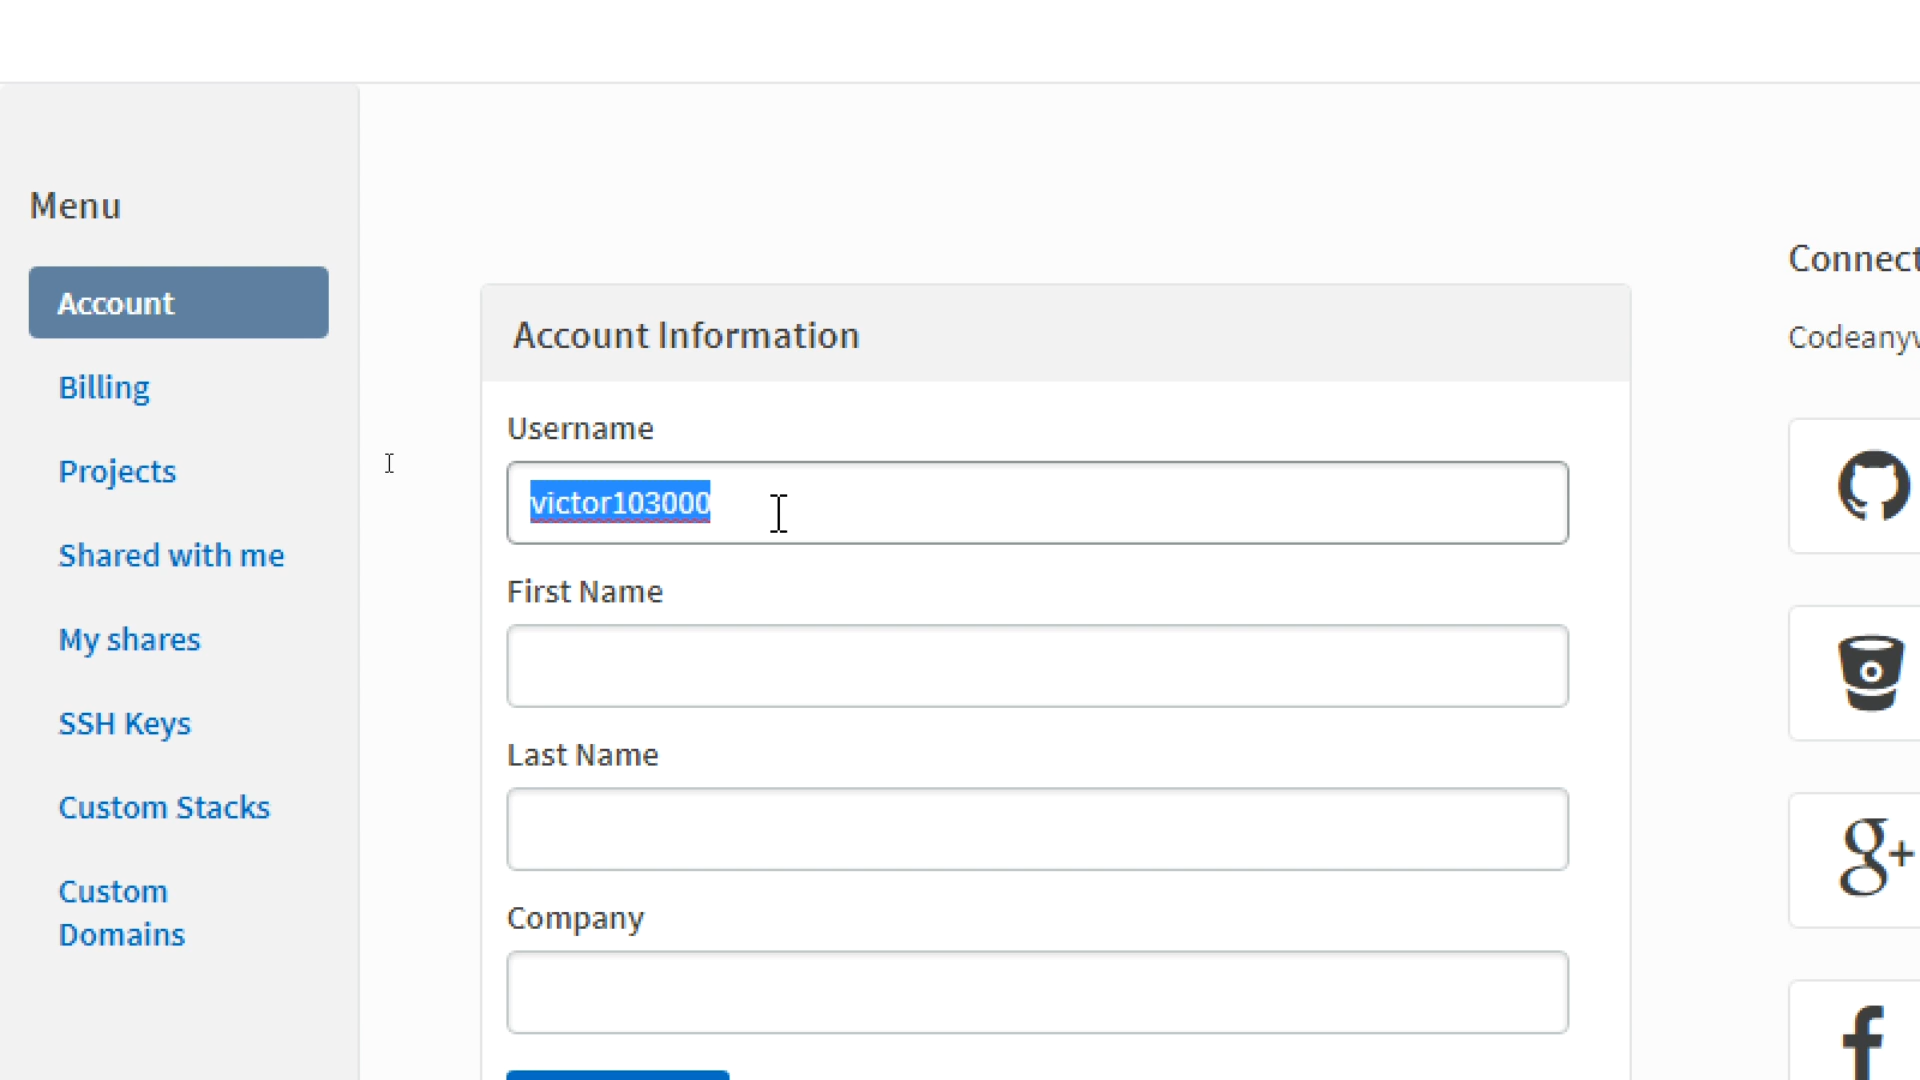 Menu
Account
Billing
Projects
Shared with me
My shares
SSH Keys
Custom Stacks
Custom
Domains
Account Information
Username
victor103000
First Name
Last Name
Company
Connect